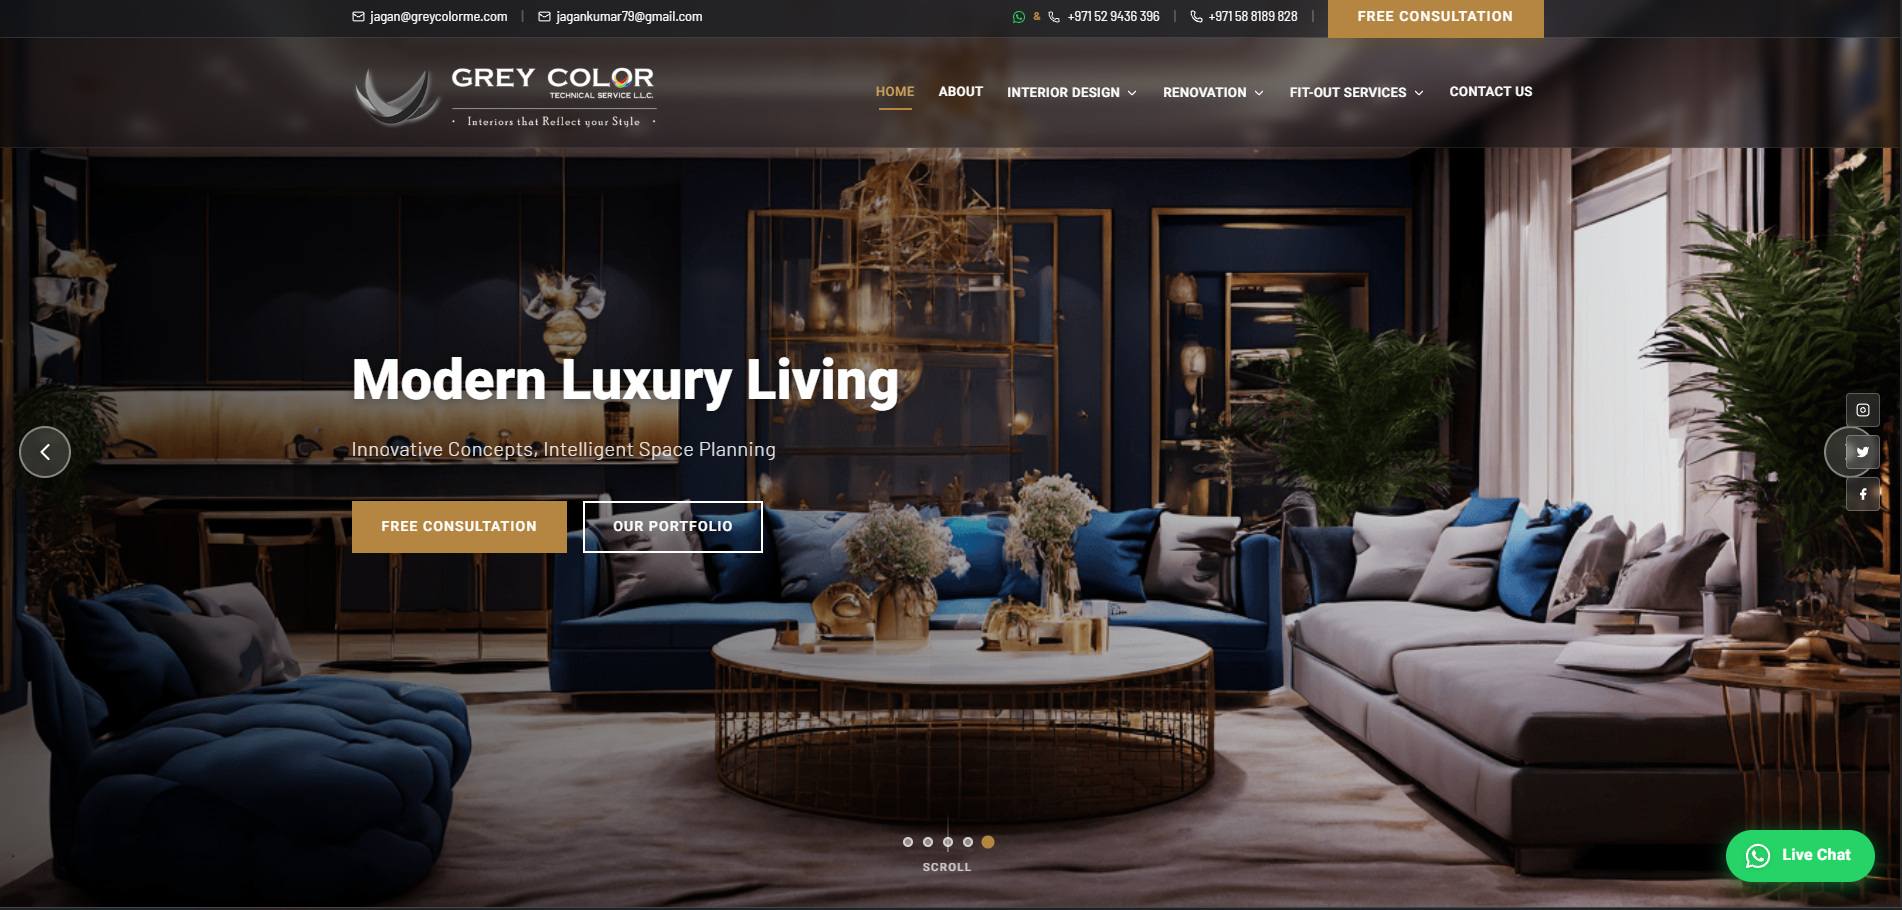 jagan@greycolorme.com | jagankumar79@gmail.com
& +971 52 9436 396 | +971 58 8189 828 |
FREE CONSULTATION
GREY COLOR
TECHNICAL SERVICE L.L.C.
· Interiors that Reflect your Style ·
HOME ABOUT INTERIOR DESIGN RENOVATION FIT-OUT SERVICES CONTACT US
Modern Luxury Living
Innovative Concepts, Intelligent Space Planning
FREE CONSULTATION
OUR PORTFOLIO
SCROLL
Live Chat